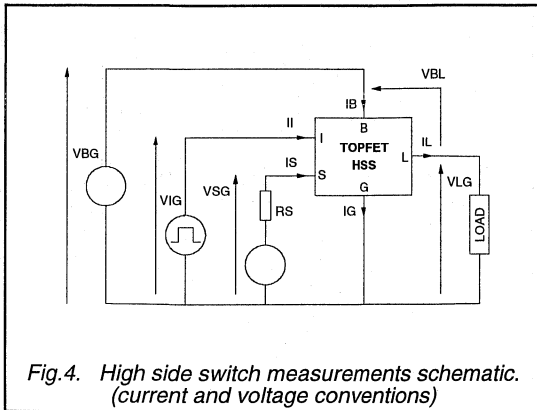 VBL
IB
II
B
I
TOPFET
HSS
L
IL
VBG
IS
S
G
VIG
VSG
RS
IG
VLG
LOAD
Fig.4. High side switch measurements schematic.
(current and voltage conventions)